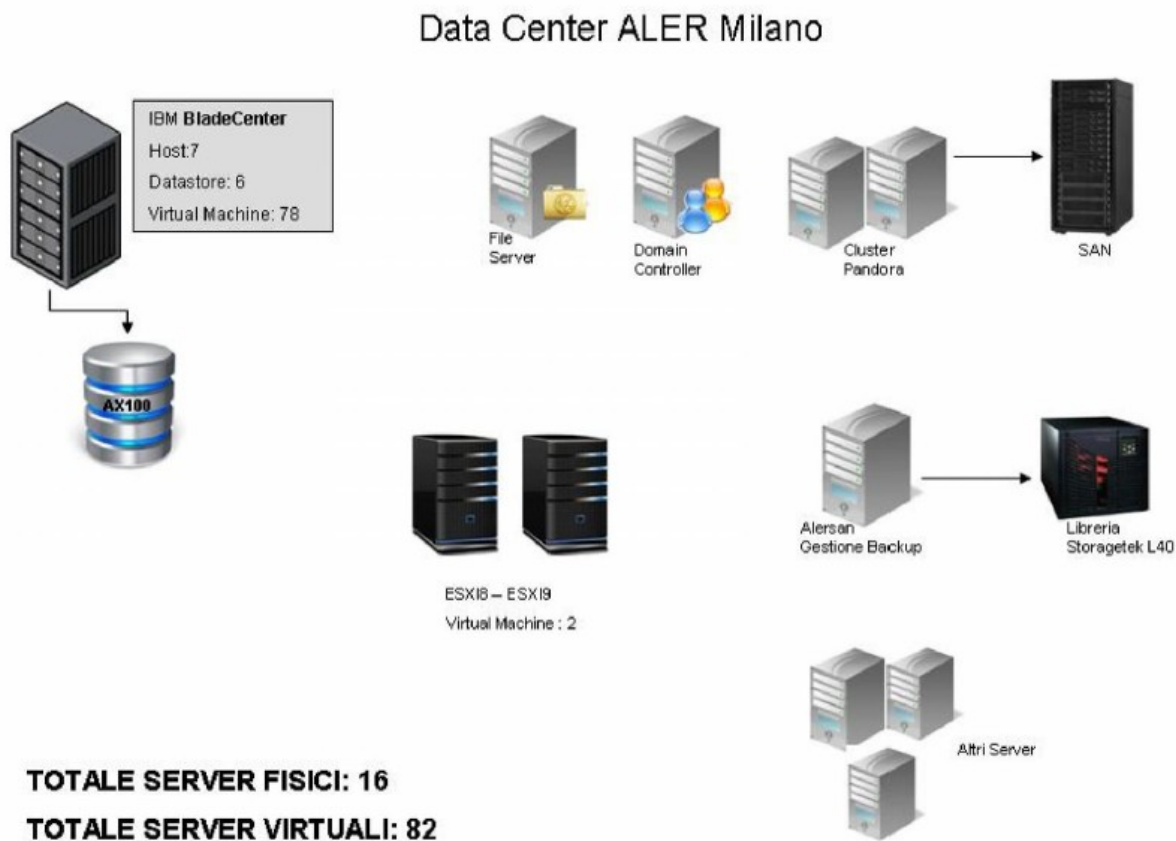 Data Center ALER Milano
IBM BladeCenter
Host:7
Datastore: 6
Virtual Machine: 78
File
Server
Domain
Controller
Cluster
Pandora
SAN
AX100
Alersan
Gestione Backup
Libreria
Storagetek L40
ESXI8 – ESXI9
Virtual Machine : 2
Altri Server
TOTALE SERVER FISICI: 16
TOTALE SERVER VIRTUALI: 82